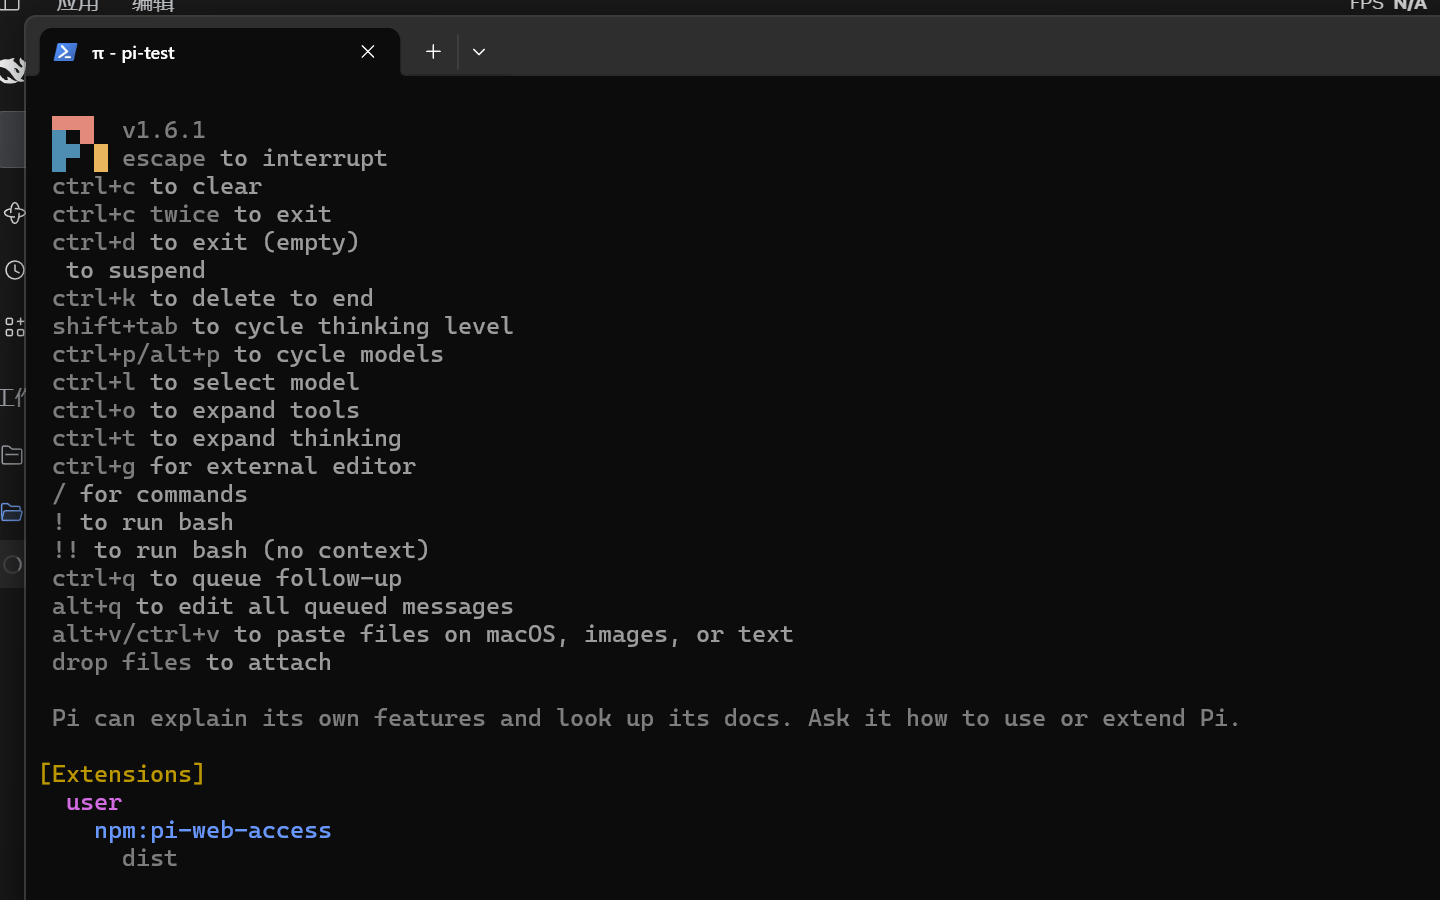 应用 编辑
FPS N/A
π - pi-test
v1.6.1
escape to interrupt
ctrl+c to clear
ctrl+c twice to exit
ctrl+d to exit (empty)
to suspend
ctrl+k to delete to end
shift+tab to cycle thinking level
ctrl+p/alt+p to cycle models
ctrl+l to select model
ctrl+o to expand tools
ctrl+t to expand thinking
ctrl+g for external editor
/ for commands
! to run bash
!! to run bash (no context)
ctrl+q to queue follow-up
alt+q to edit all queued messages
alt+v/ctrl+v to paste files on macOS, images, or text
drop files to attach
Pi can explain its own features and look up its docs. Ask it how to use or extend Pi.
[Extensions]
user
npm:pi-web-access
dist